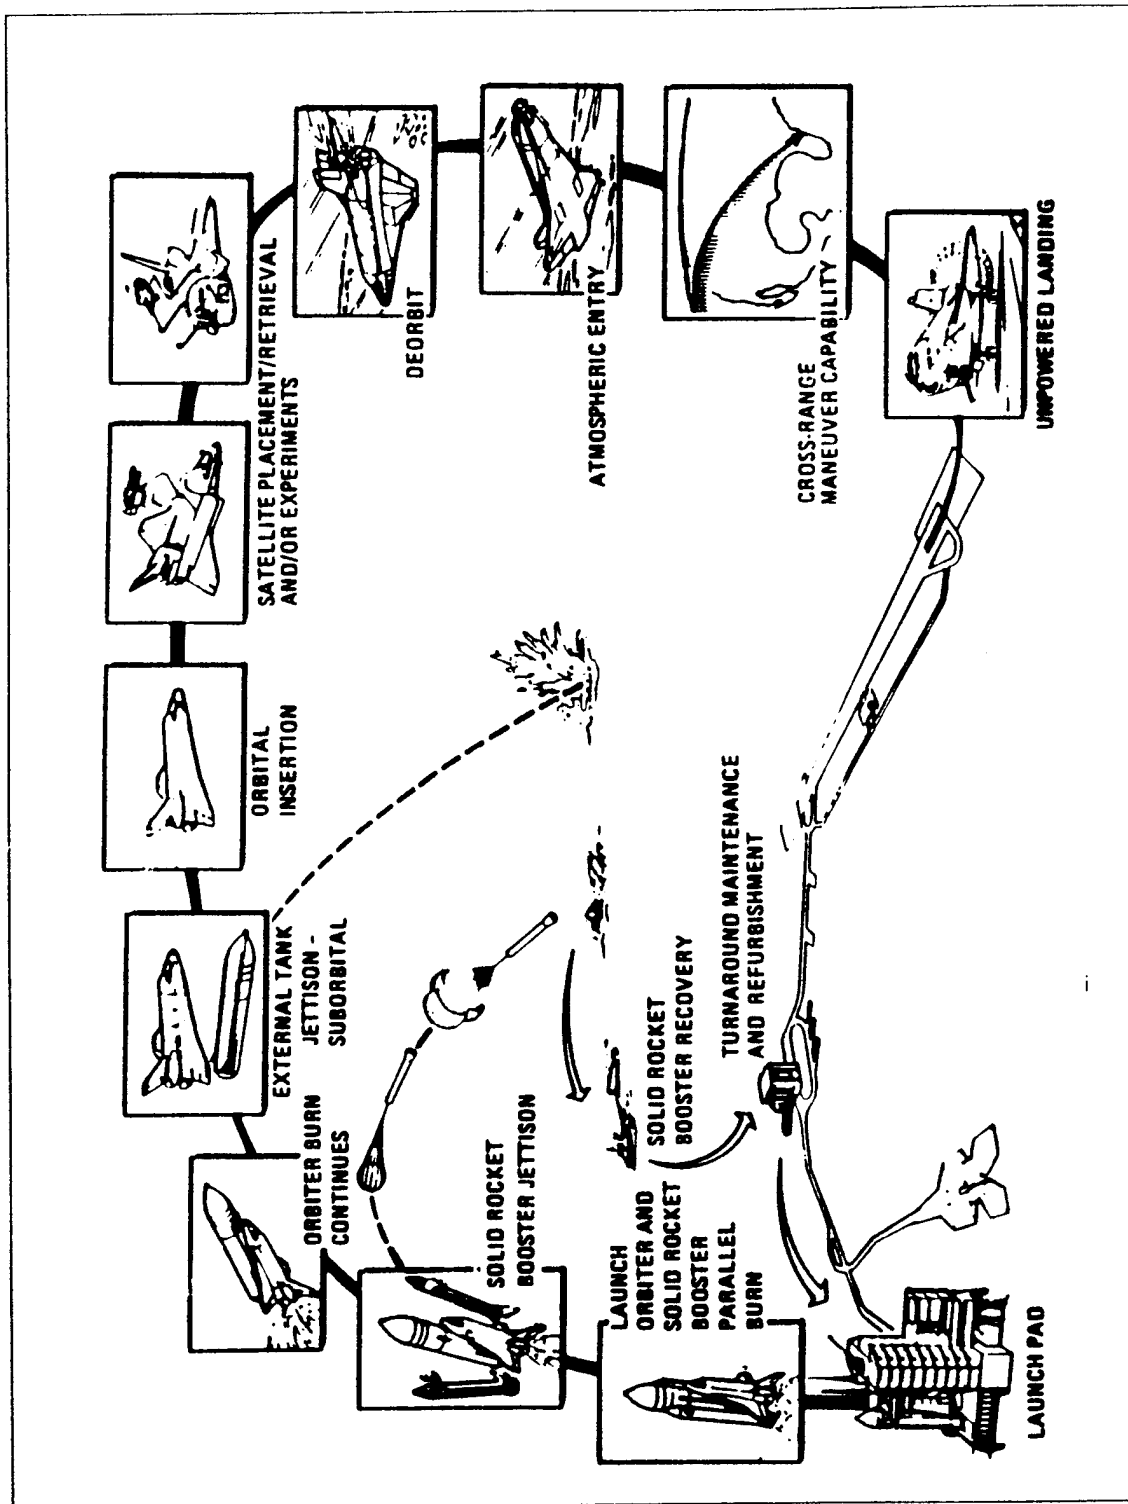 LAUNCH PAD
LAUNCH
ORBITER AND
SOLID ROCKET
BOOSTER
PARALLEL
BURN
SOLID ROCKET
BOOSTER JETTISON
ORBITER BURN
CONTINUES
EXTERNAL TANK
JETTISON -
SUBORBITAL
ORBITAL
INSERTION
SATELLITE PLACEMENT/RETRIEVAL
AND/OR EXPERIMENTS
DEORBIT
ATMOSPHERIC ENTRY
CROSS-RANGE
MANEUVER CAPABILITY
UNPOWERED LANDING
SOLID ROCKET
BOOSTER RECOVERY
TURNAROUND MAINTENANCE
AND REFURBISHMENT